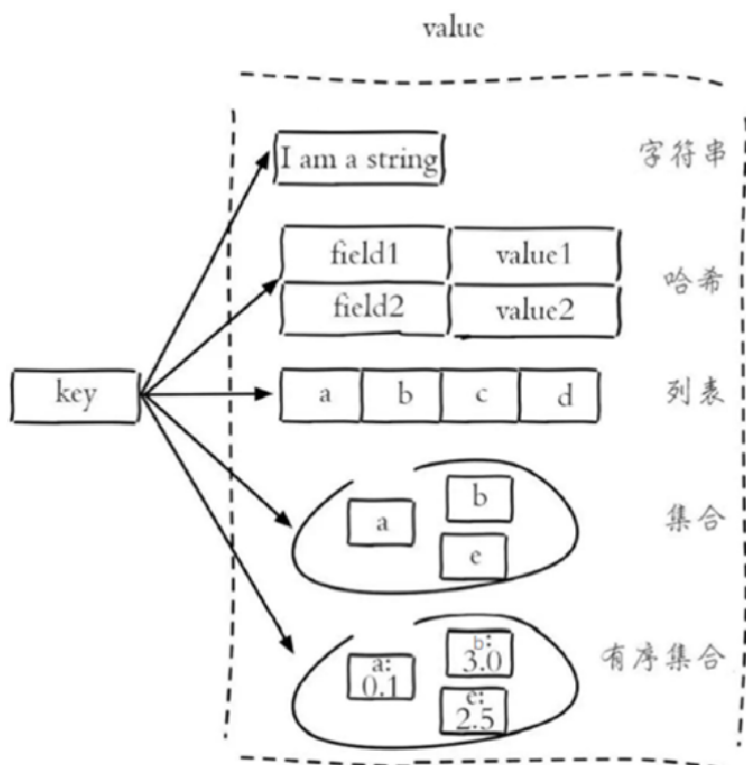 value
I am a string
字符串
field1 value1
哈希
field2 value2
key
a b c d
列表
b
a
集合
e
b:
a: 3.0
有序集合
0.1
e:
2.5